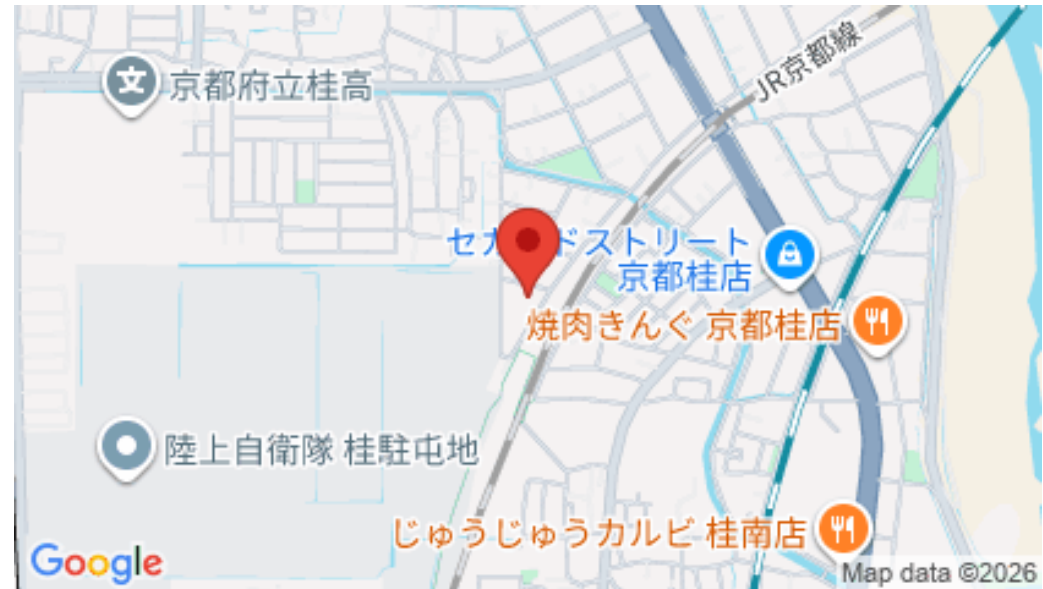 JR京都線
京都府立桂高
セカンドストリート
京都桂店
焼肉きんぐ 京都桂店
陸上自衛隊 桂駐屯地
じゅうじゅうカルビ 桂南店
Google
Map data ©2026